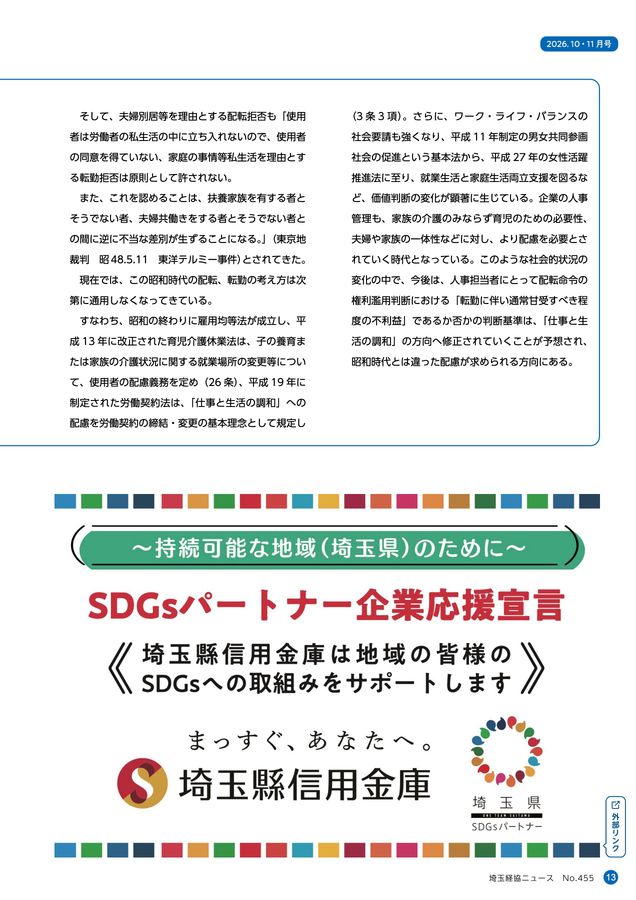 2026.10・11月号
そして、夫婦別居等を理由とする配転拒否も「使用
者は労働者の私生活の中に立ち入れないので、使用者
の同意を得ていない、家庭の事情等私生活を理由とす
る転勤拒否は原則として許されない。
また、これを認めることは、扶養家族を有する者と
そうでない者、夫婦共働きをする者とそうでない者と
の間に逆に不当な差別が生ずることになる。」（東京地
裁判　昭48.5.11　東洋テルミー事件）とされてきた。
現在では、この昭和時代の配転、転勤の考え方は次
第に通用しなくなってきている。
すなわち、昭和の終わりに雇用均等法が成立し、平
成13年に改正された育児介護休業法は、子の養育ま
たは家族の介護状況に関する就業場所の変更等につい
て、使用者の配慮義務を定め（26条）、平成19年に
制定された労働契約法は、「仕事と生活の調和」への
配慮を労働契約の締結・変更の基本理念として規定し
（3条3項）。さらに、ワーク・ライフ・バランスの
社会要請も強くなり、平成11年制定の男女共同参画
社会の促進という基本法から、平成27年の女性活躍
推進法に至り、就業生活と家庭生活両立支援を図るな
ど、価値判断の変化が顕著に生じている。企業の人事
管理も、家族の介護のみならず育児のための必要性、
夫婦や家族の一体性などに対し、より配慮を必要とさ
れていく時代となっている。このような社会的状況の
変化の中で、今後は、人事担当者にとって配転命令の
権利濫用判断における「転勤に伴い通常甘受すべき程
度の不利益」であるか否かの判断基準は、「仕事と生
活の調和」の方向へ修正されていくことが予想され、
昭和時代とは違った配慮が求められる方向にある。
〜持続可能な地域（埼玉県）のために〜
SDGsパートナー企業応援宣言
《埼玉縣信用金庫は地域の皆様の
SDGsへの取組みをサポートします》
まっすぐ、あなたへ。
埼玉縣信用金庫
埼玉県
ONE TEAM SAITAMA
SDGsパートナー
外部リンク
埼玉経協ニュース　No.455　13